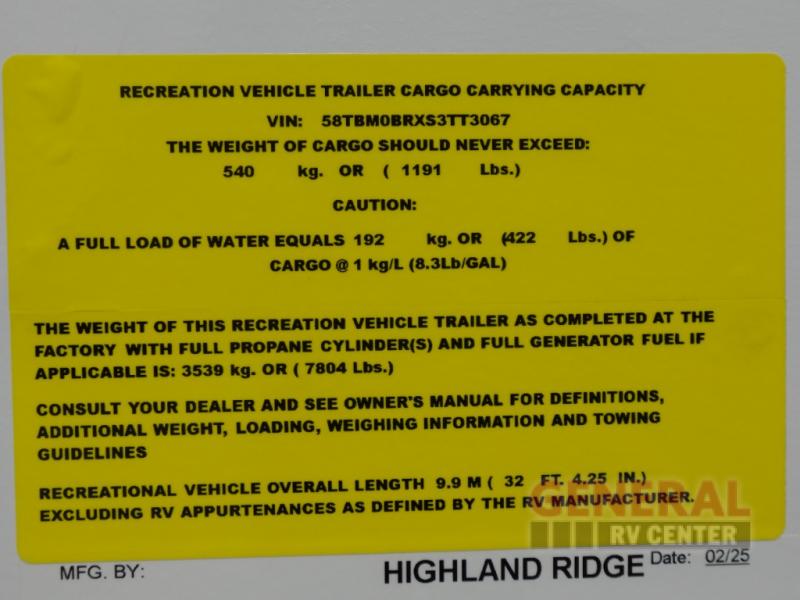 RECREATION VEHICLE TRAILER CARGO CARRYING CAPACITY
VIN: 58TBM0BRXS3TT3067
THE WEIGHT OF CARGO SHOULD NEVER EXCEED:
540 kg. OR ( 1191 Lbs.)
CAUTION:
A FULL LOAD OF WATER EQUALS 192 kg. OR (422 Lbs.) OF
CARGO @ 1 kg/L (8.3Lb/GAL)
THE WEIGHT OF THIS RECREATION VEHICLE TRAILER AS COMPLETED AT THE
FACTORY WITH FULL PROPANE CYLINDER(S) AND FULL GENERATOR FUEL IF
APPLICABLE IS: 3539 kg. OR ( 7804 Lbs.)
CONSULT YOUR DEALER AND SEE OWNER'S MANUAL FOR DEFINITIONS,
ADDITIONAL WEIGHT, LOADING, WEIGHING INFORMATION AND TOWING
GUIDELINES
RECREATIONAL VEHICLE OVERALL LENGTH 9.9 M ( 32 FT. 4.25 IN.)
EXCLUDING RV APPURTENANCES AS DEFINED BY THE RV MANUFACTURER.
GENERAL
RV CENTER
MFG. BY: HIGHLAND RIDGE Date: 02/25